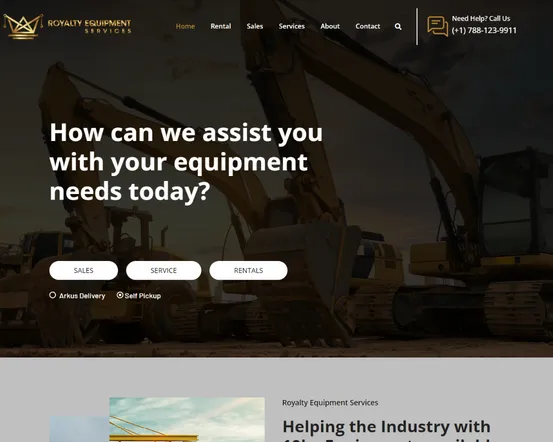 ROYALTY EQUIPMENT
SERVICES
Home Rental Sales Services About Contact
Need Help? Call Us
(+1) 788-123-9911
How can we assist you
with your equipment
needs today?
SALES SERVICE RENTALS
Arkus Delivery Self Pickup
Royalty Equipment Services
Helping the Industry with